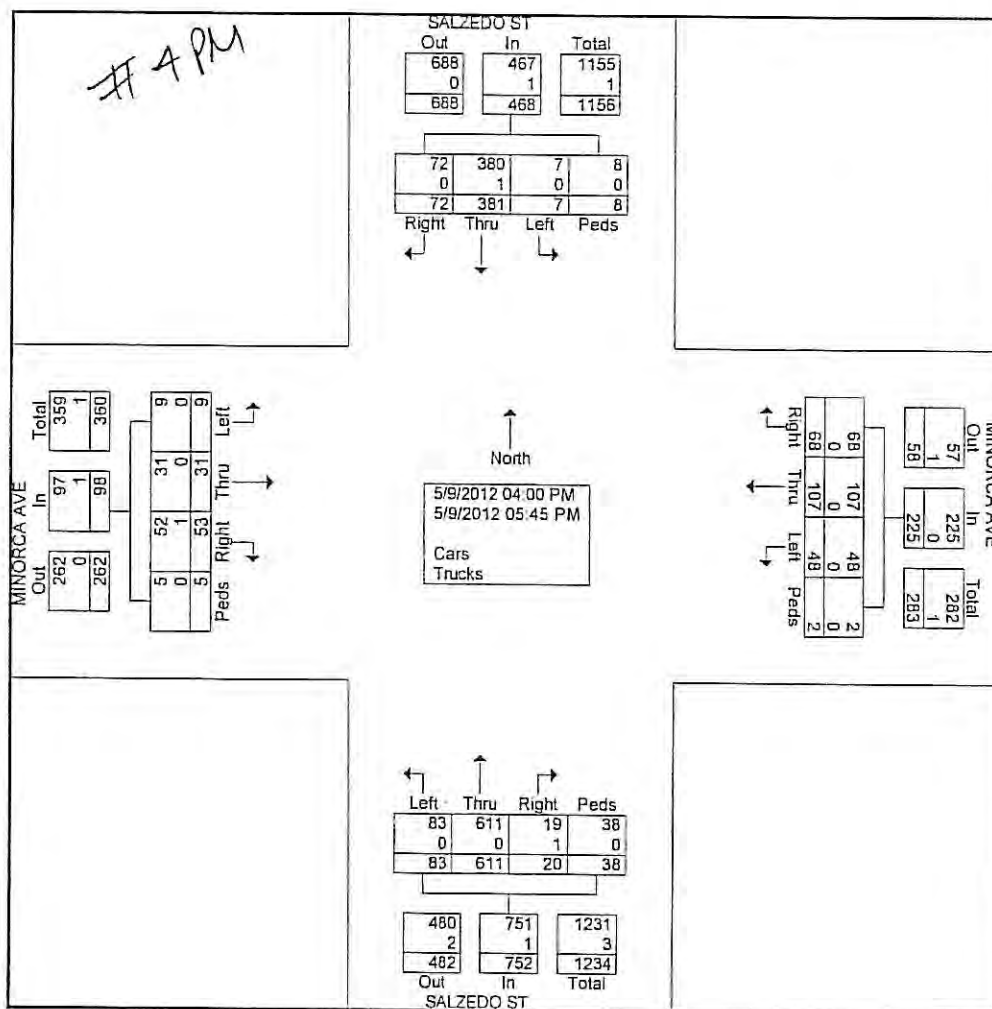 # 4 PM
SALZEDO ST
Out In Total
688 467 1155
0 1 1
688 468 1156
72 380 7 8
0 1 0 0
72 381 7 8
Right Thru Left Peds
MINORCA AVE
Out In Total
262 97 359
0 1 1
262 98 360
Peds Right Thru Left
5 52 31 9
0 1 0 0
5 53 31 9
North
5/9/2012 04:00 PM
5/9/2012 05:45 PM
Cars
Trucks
Right Thru Left Peds
68 107 48 2
0 0 0 0
68 107 48 2
MINORCA AVE
Out In Total
57 225 282
1 0 1
58 225 283
Left Thru Right Peds
83 611 19 38
0 0 1 0
83 611 20 38
480 751 1231
2 1 3
482 752 1234
Out In Total
SALZEDO ST